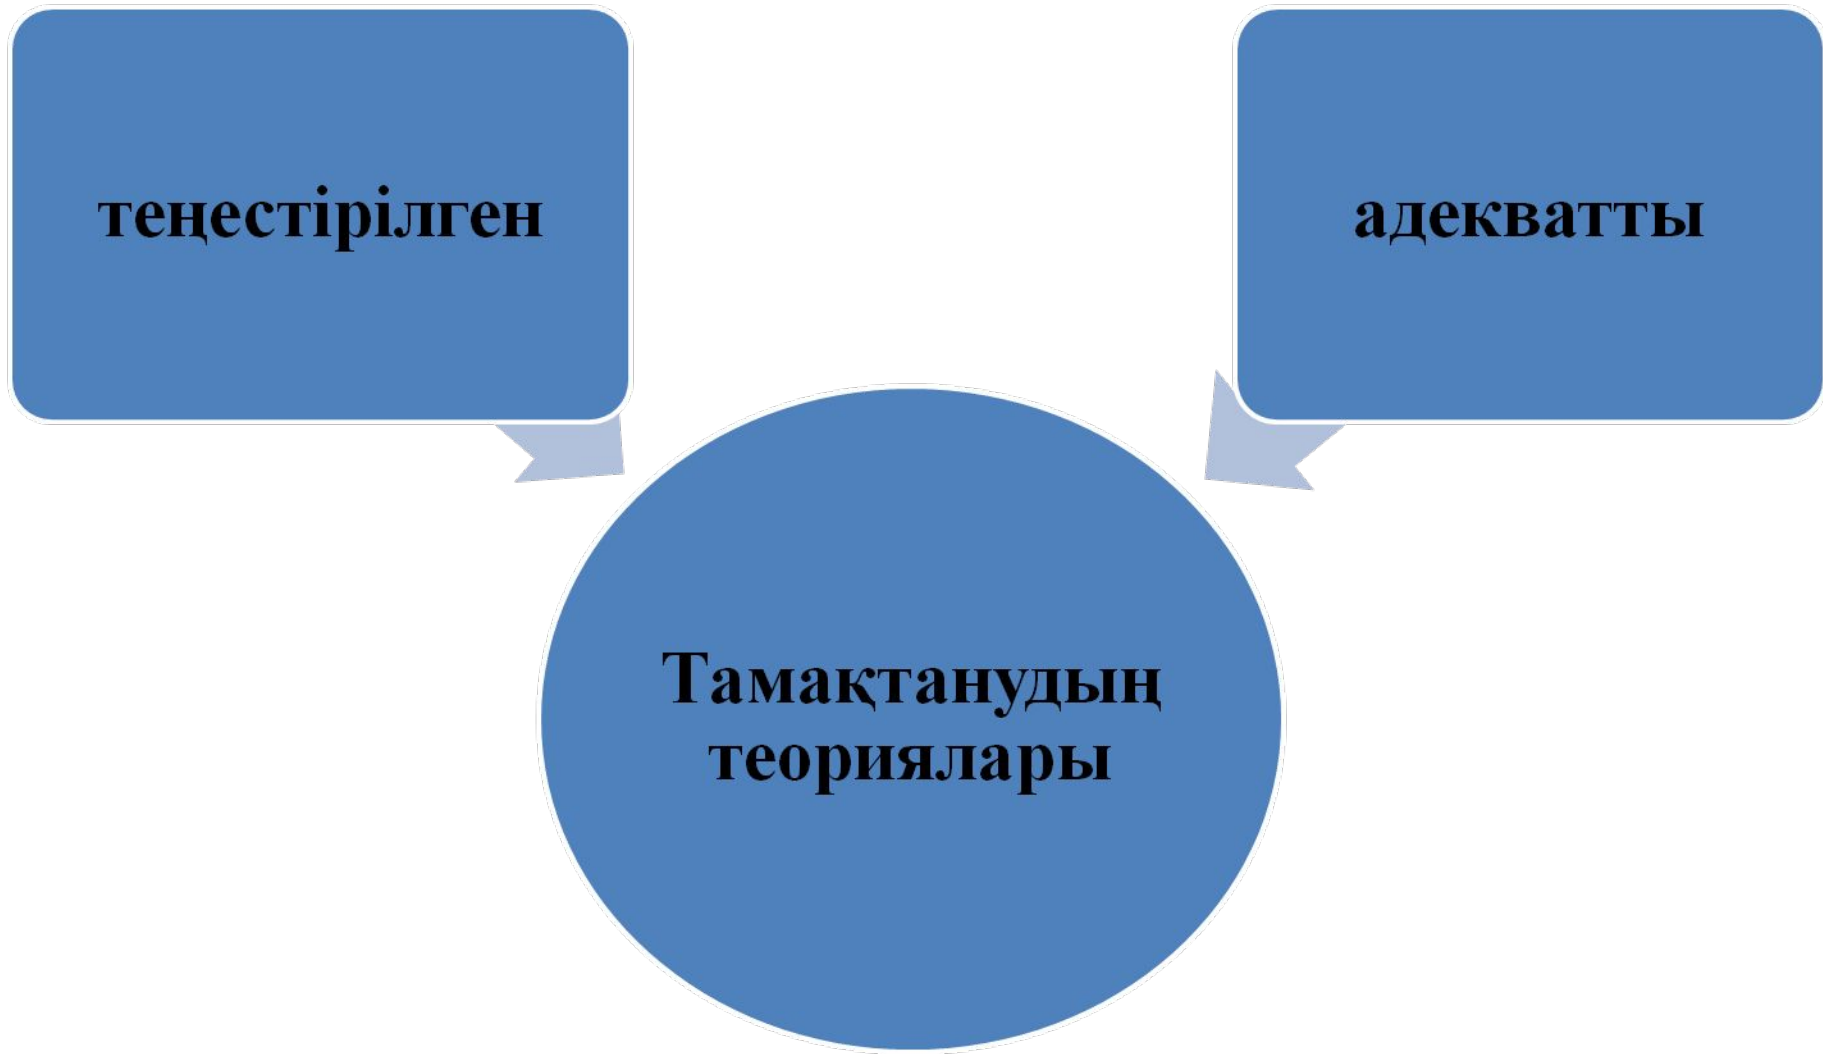 теңестірілген
адекватты
Тамақтанудың
теориялары